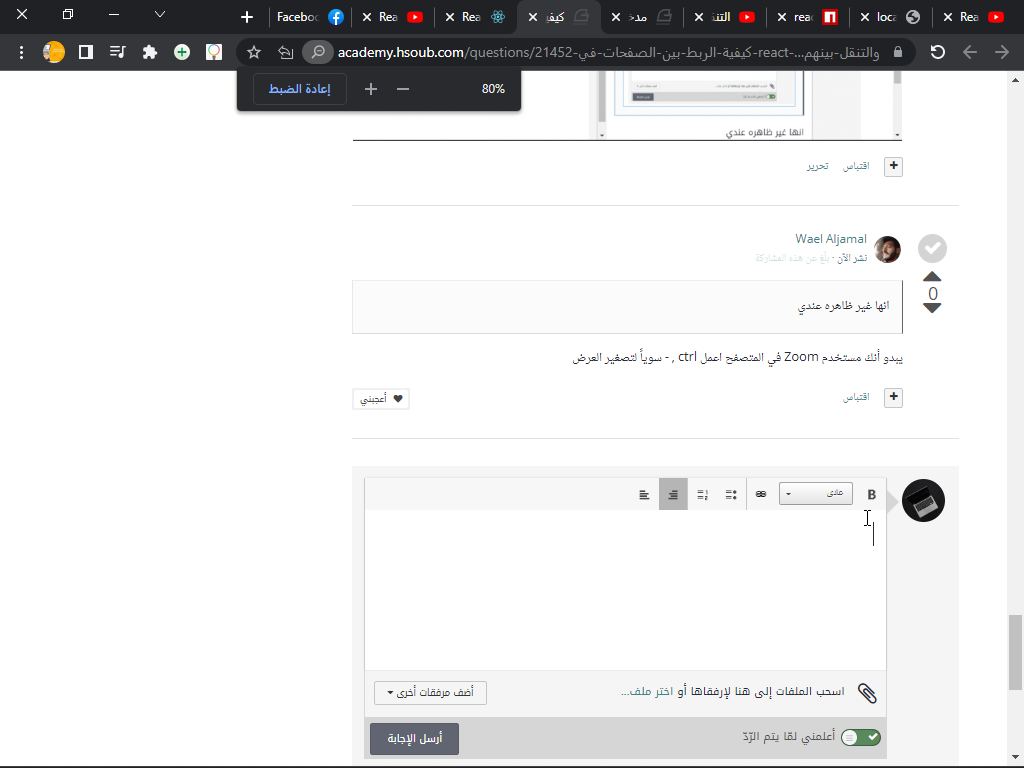 Faceboo
Rea
Rea
كيفي
مدخ
التنا
reac
loca
Rea
academy.hsoub.com/questions/21452-كيفية-الربط-بين-الصفحات-في-react-...والتنقل-بينهم
80%
إعادة الضبط
انها غير ظاهره عندي
اقتباس تحرير
Wael Aljamal
نشر الآن · بلّغ عن هذه المشاركة
0
انها غير ظاهره عندي
يبدو أنك مستخدم Zoom في المتصفح اعمل ctrl , - سوياً لتصغير العرض
اقتباس
أعجبني
B
عادي
اسحب الملفات إلى هنا لإرفاقها أو اختر ملف...
أضف مرفقات أخرى
أعلمني لمّا يتم الرّدّ
أرسل الإجابة